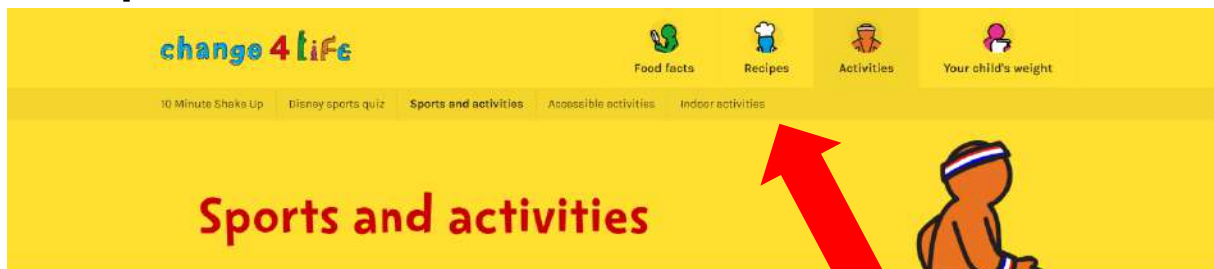 change 4 LiFe
Food facts Recipes Activities Your child's weight
10 Minute Shake Up Disney sports quiz Sports and activities Accessible activities Indoor activities
Sports and activities